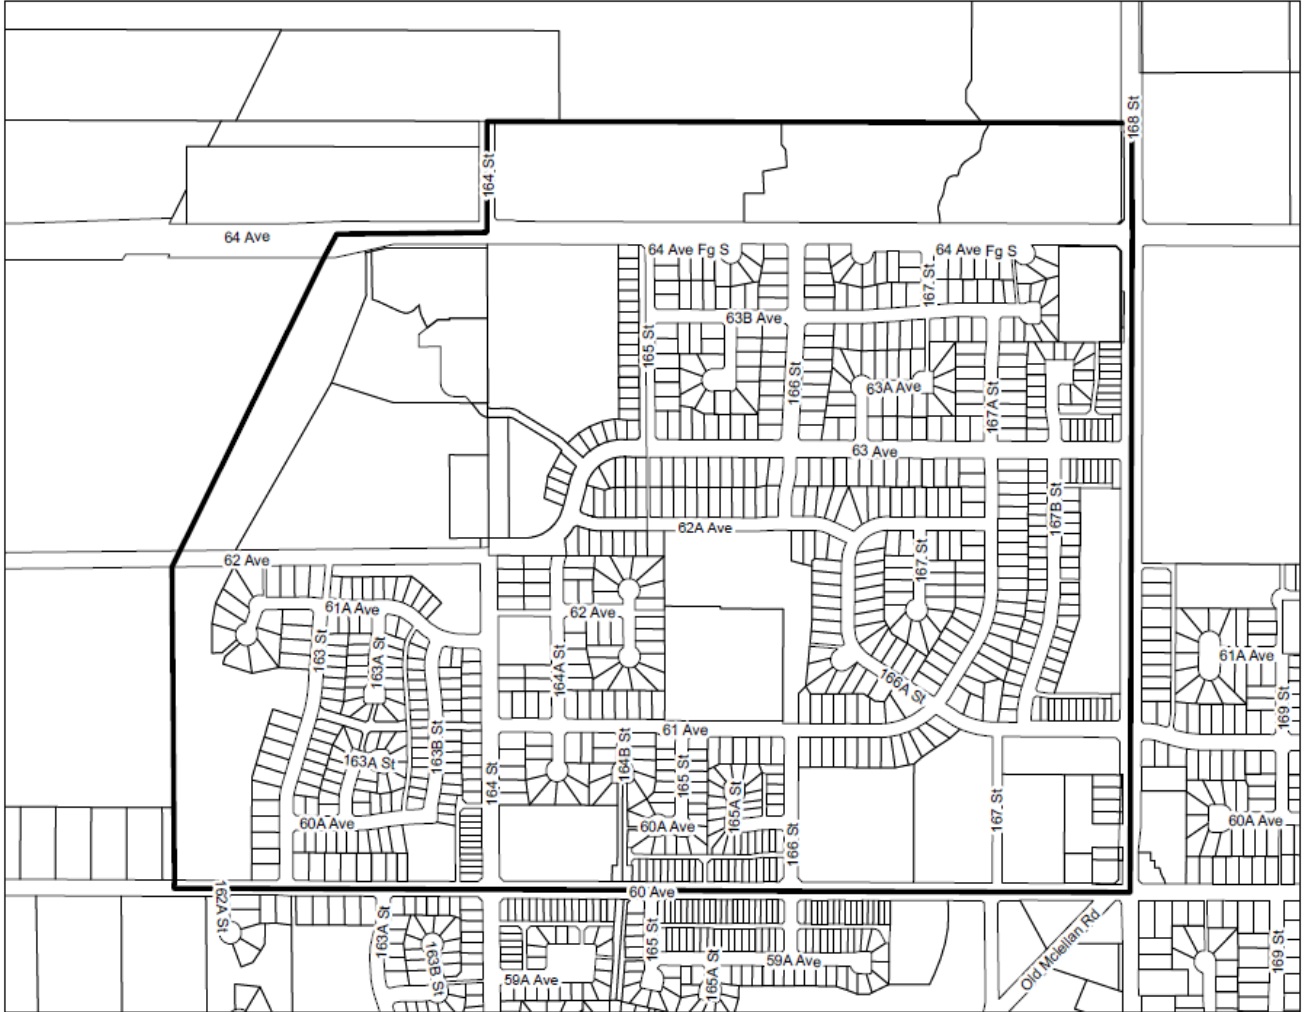 168 St
164 St
64 Ave
64 Ave Fg S
64 Ave Fg S
167 St
63B Ave
165 St
166 St
63A Ave
167A St
63 Ave
167B St
62A Ave
62 Ave
167 St
61A Ave
62 Ave
163 St
163A St
164A St
61A Ave
166A St
169 St
163B St
61 Ave
163A St
164B St
165 St
164 St
165A St
167 St
60A Ave
60A Ave
60A Ave
166 St
60 Ave
162A St
163A St
165 St
Old Mclellan Rd
163B St
59A Ave
169 St
59A Ave
165A St